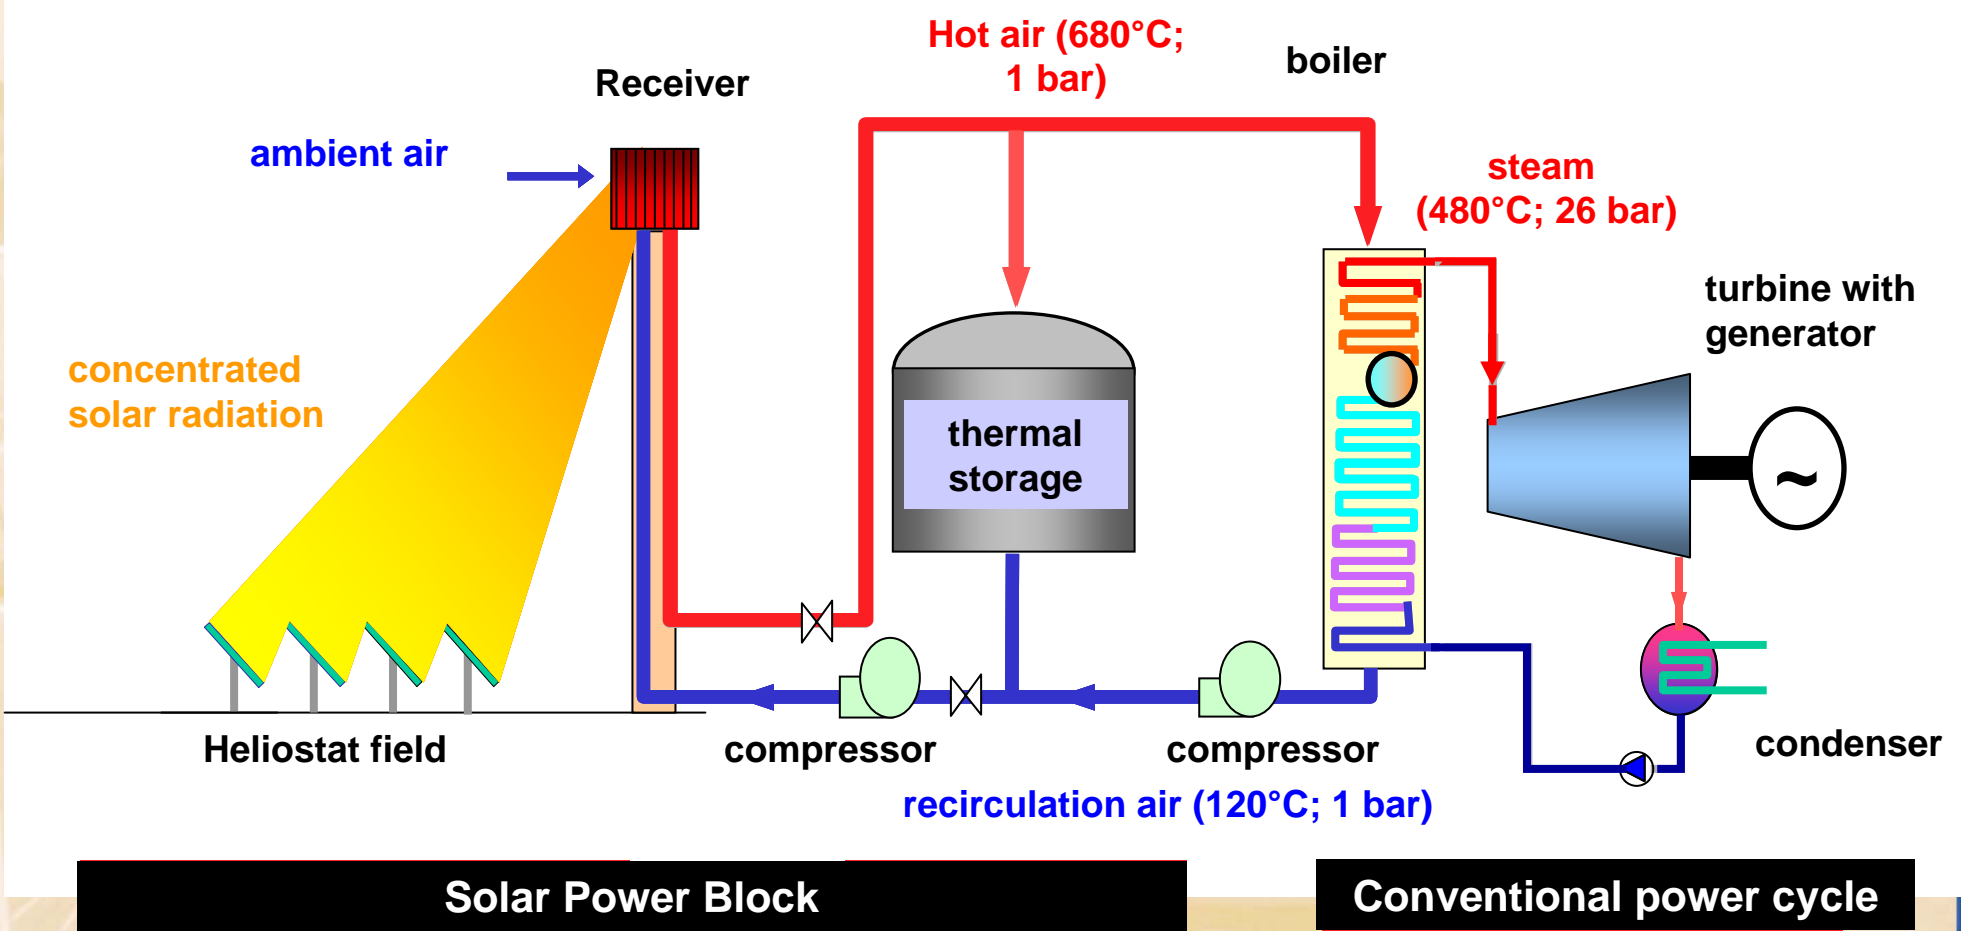 Hot air (680°C;
1 bar)
boiler
Receiver
ambient air
steam
(480°C; 26 bar)
turbine with
generator
concentrated
solar radiation
thermal
storage
~
Heliostat field
compressor
compressor
condenser
recirculation air (120°C; 1 bar)
Solar Power Block
Conventional power cycle